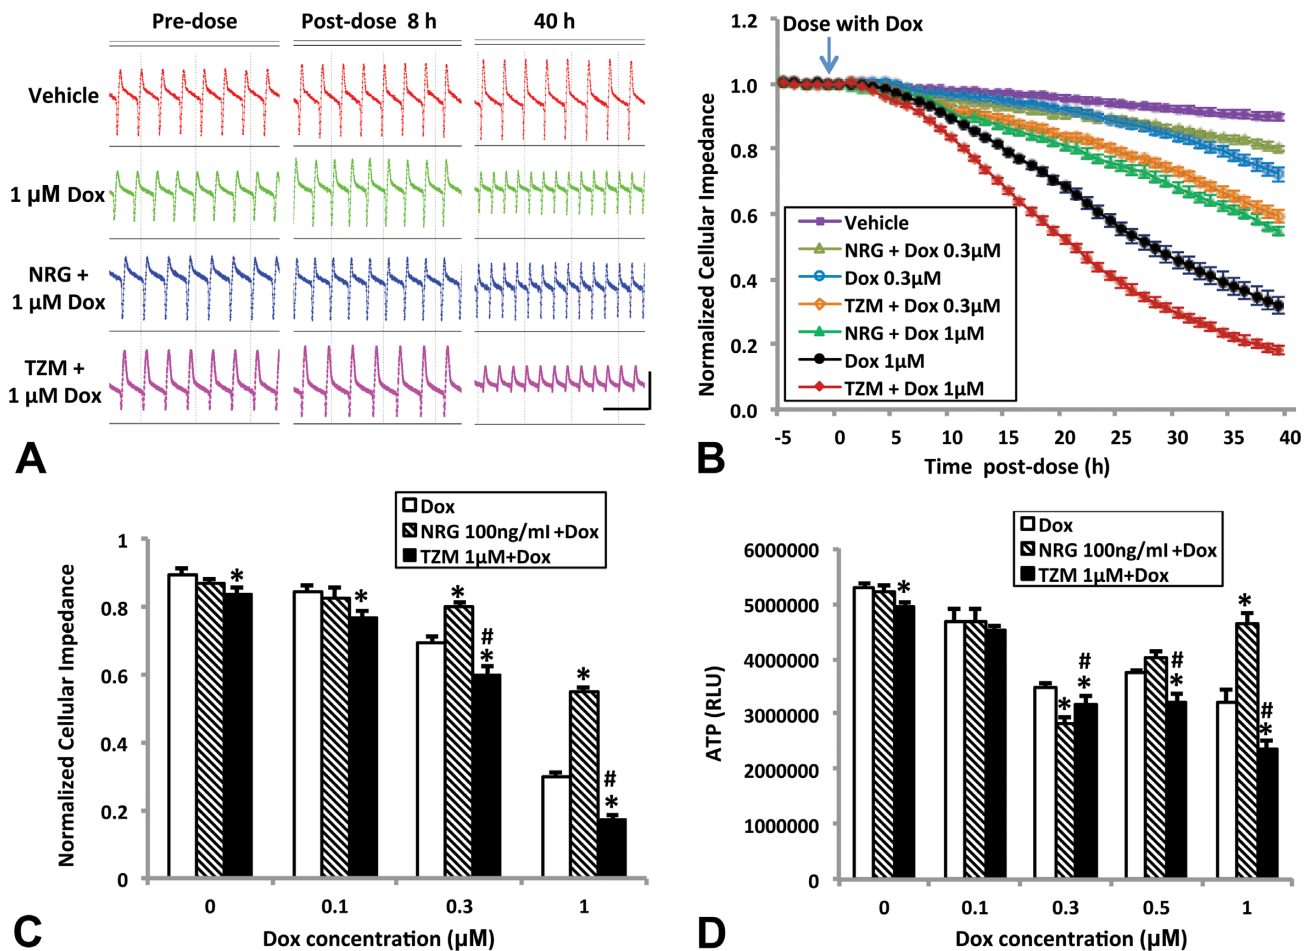 Pre-dose
Post-dose 8 h
40 h
Vehicle
1 µM Dox
NRG +
1 µM Dox
TZM +
1 µM Dox
A
1.2
1.0
0.8
0.6
0.4
0.2
0.0
Normalized Cellular Impedance
Dose with Dox
Vehicle
NRG + Dox 0.3µM
Dox 0.3µM
TZM + Dox 0.3µM
NRG + Dox 1µM
Dox 1µM
TZM + Dox 1µM
-5 0 5 10 15 20 25 30 35 40
Time post-dose (h)
B
Dox
NRG 100ng/ml +Dox
TZM 1µM+Dox
1
0.8
0.6
0.4
0.2
0
Normalized Cellular Impedance
* * * # * * # *
0 0.1 0.3 1
Dox concentration (µM)
C
Dox
NRG 100ng/ml +Dox
TZM 1µM+Dox
6000000
5000000
4000000
3000000
2000000
1000000
0
ATP (RLU)
* * # * # * * # *
0 0.1 0.3 0.5 1
Dox concentration (µM)
D